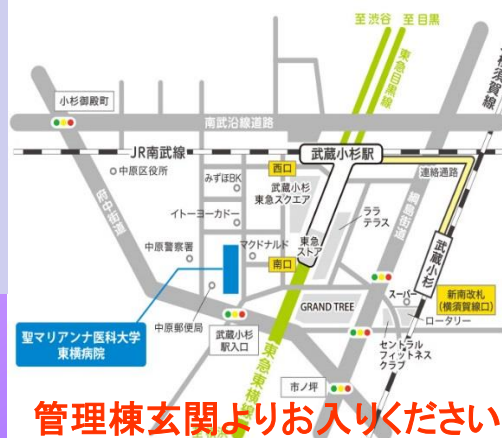 至渋谷 至目黒
東急目黒線
横須賀線
小杉御殿町
南武沿線道路
JR南武線
武蔵小杉駅
中原区役所
みずほBK
西口
連絡通路
武蔵小杉
東急スクエア
綱島街道
府中街道
イトーヨーカドー
ララ
テラス
武蔵小杉
中原警察署
マクドナルド
東急
ストア
南口
新南改札
(横須賀線口)
スーパー
GRAND TREE
ロータリー
聖マリアンナ医科大学
東横病院
中原郵便局
武蔵小杉
駅入口
セントラル
フィットネス
クラブ
東急東横線
市ノ坪
管理棟玄関よりお入りください